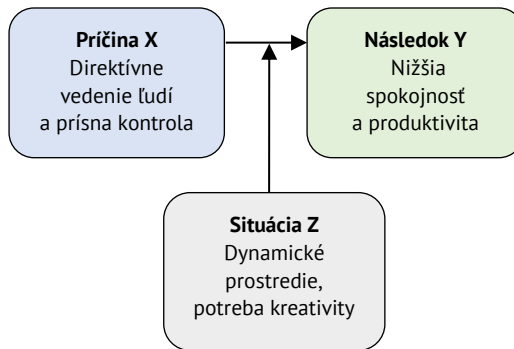 Príčina X
Direktívne
vedenie ľudí
a prísna kontrola
Následok Y
Nižšia
spokojnosť
a produktivita
Situácia Z
Dynamické
prostredie,
potreba kreativity